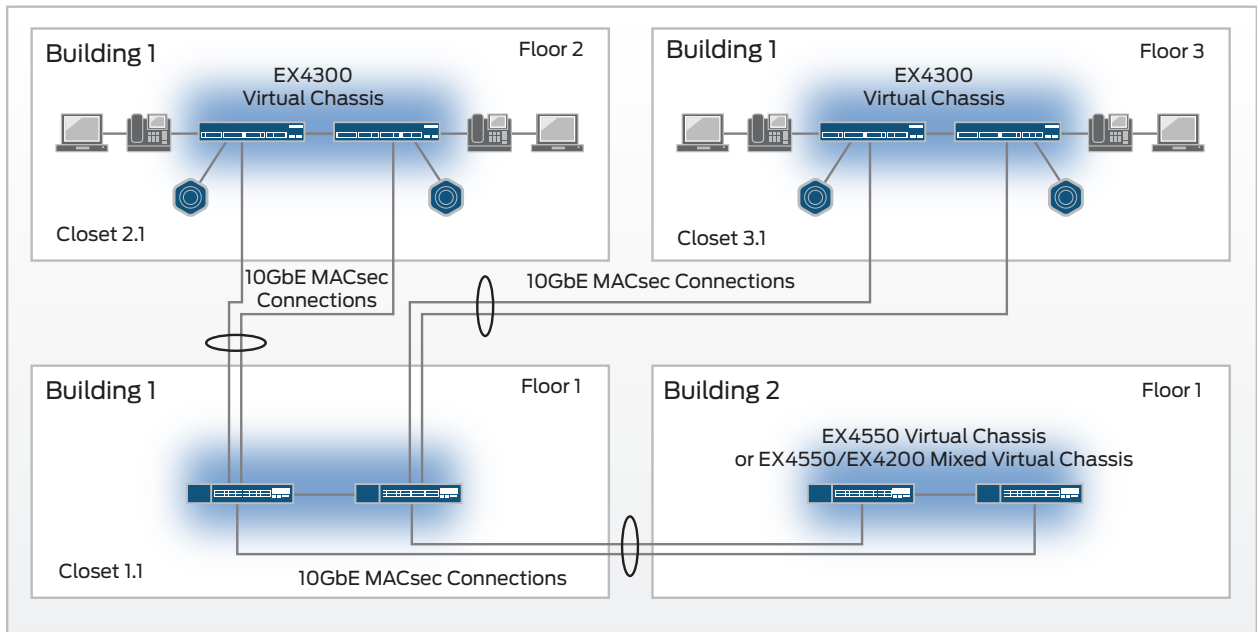 Building 1
Floor 2
EX4300
Virtual Chassis
Closet 2.1
Building 1
Floor 3
EX4300
Virtual Chassis
Closet 3.1
10GbE MACsec
Connections
10GbE MACsec Connections
Building 1
Floor 1
Closet 1.1
10GbE MACsec Connections
Building 2
Floor 1
EX4550 Virtual Chassis
or EX4550/EX4200 Mixed Virtual Chassis